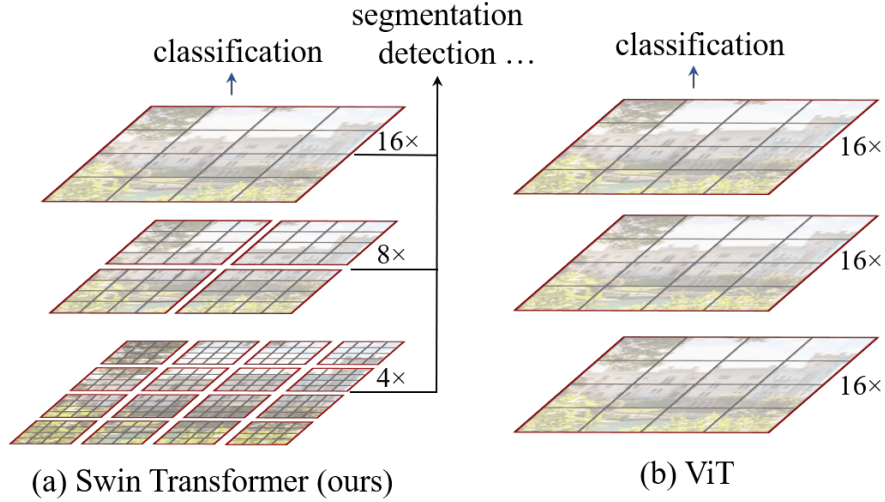 segmentation
classification
detection ...
classification
16×
8×
4×
16×
16×
16×
(a) Swin Transformer (ours)
(b) ViT